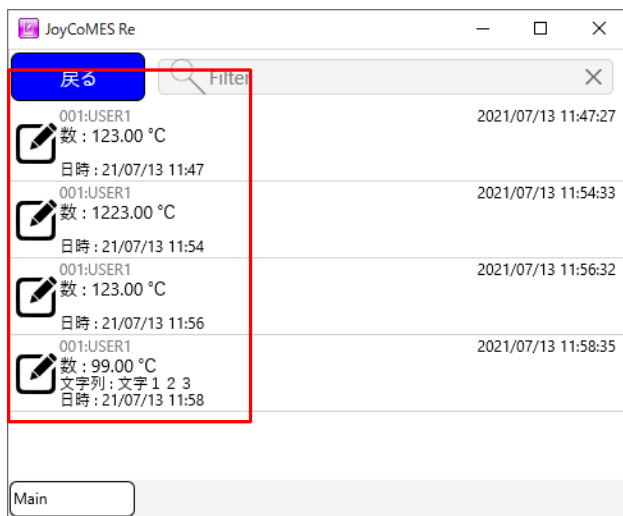 JoyCoMES Re
戻る
Filter
001:USER1 2021/07/13 11:47:27
数 : 123.00 °C
日時 : 21/07/13 11:47
001:USER1 2021/07/13 11:54:33
数 : 1223.00 °C
日時 : 21/07/13 11:54
001:USER1 2021/07/13 11:56:32
数 : 123.00 °C
日時 : 21/07/13 11:56
001:USER1 2021/07/13 11:58:35
数 : 99.00 °C
文字列 : 文字１２３
日時 : 21/07/13 11:58
Main